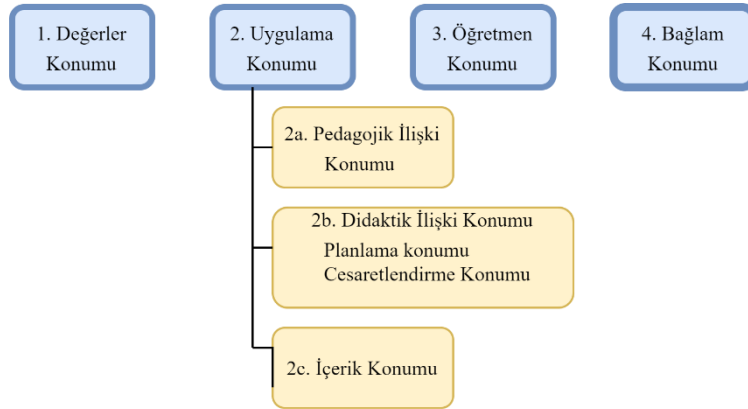 1. Değerler
Konumu
2. Uygulama
Konumu
3. Öğretmen
Konumu
4. Bağlam
Konumu
2a. Pedagojik İlişki
Konumu
2b. Didaktik İlişki Konumu
Planlama konumu
Cesaretlendirme Konumu
2c. İçerik Konumu